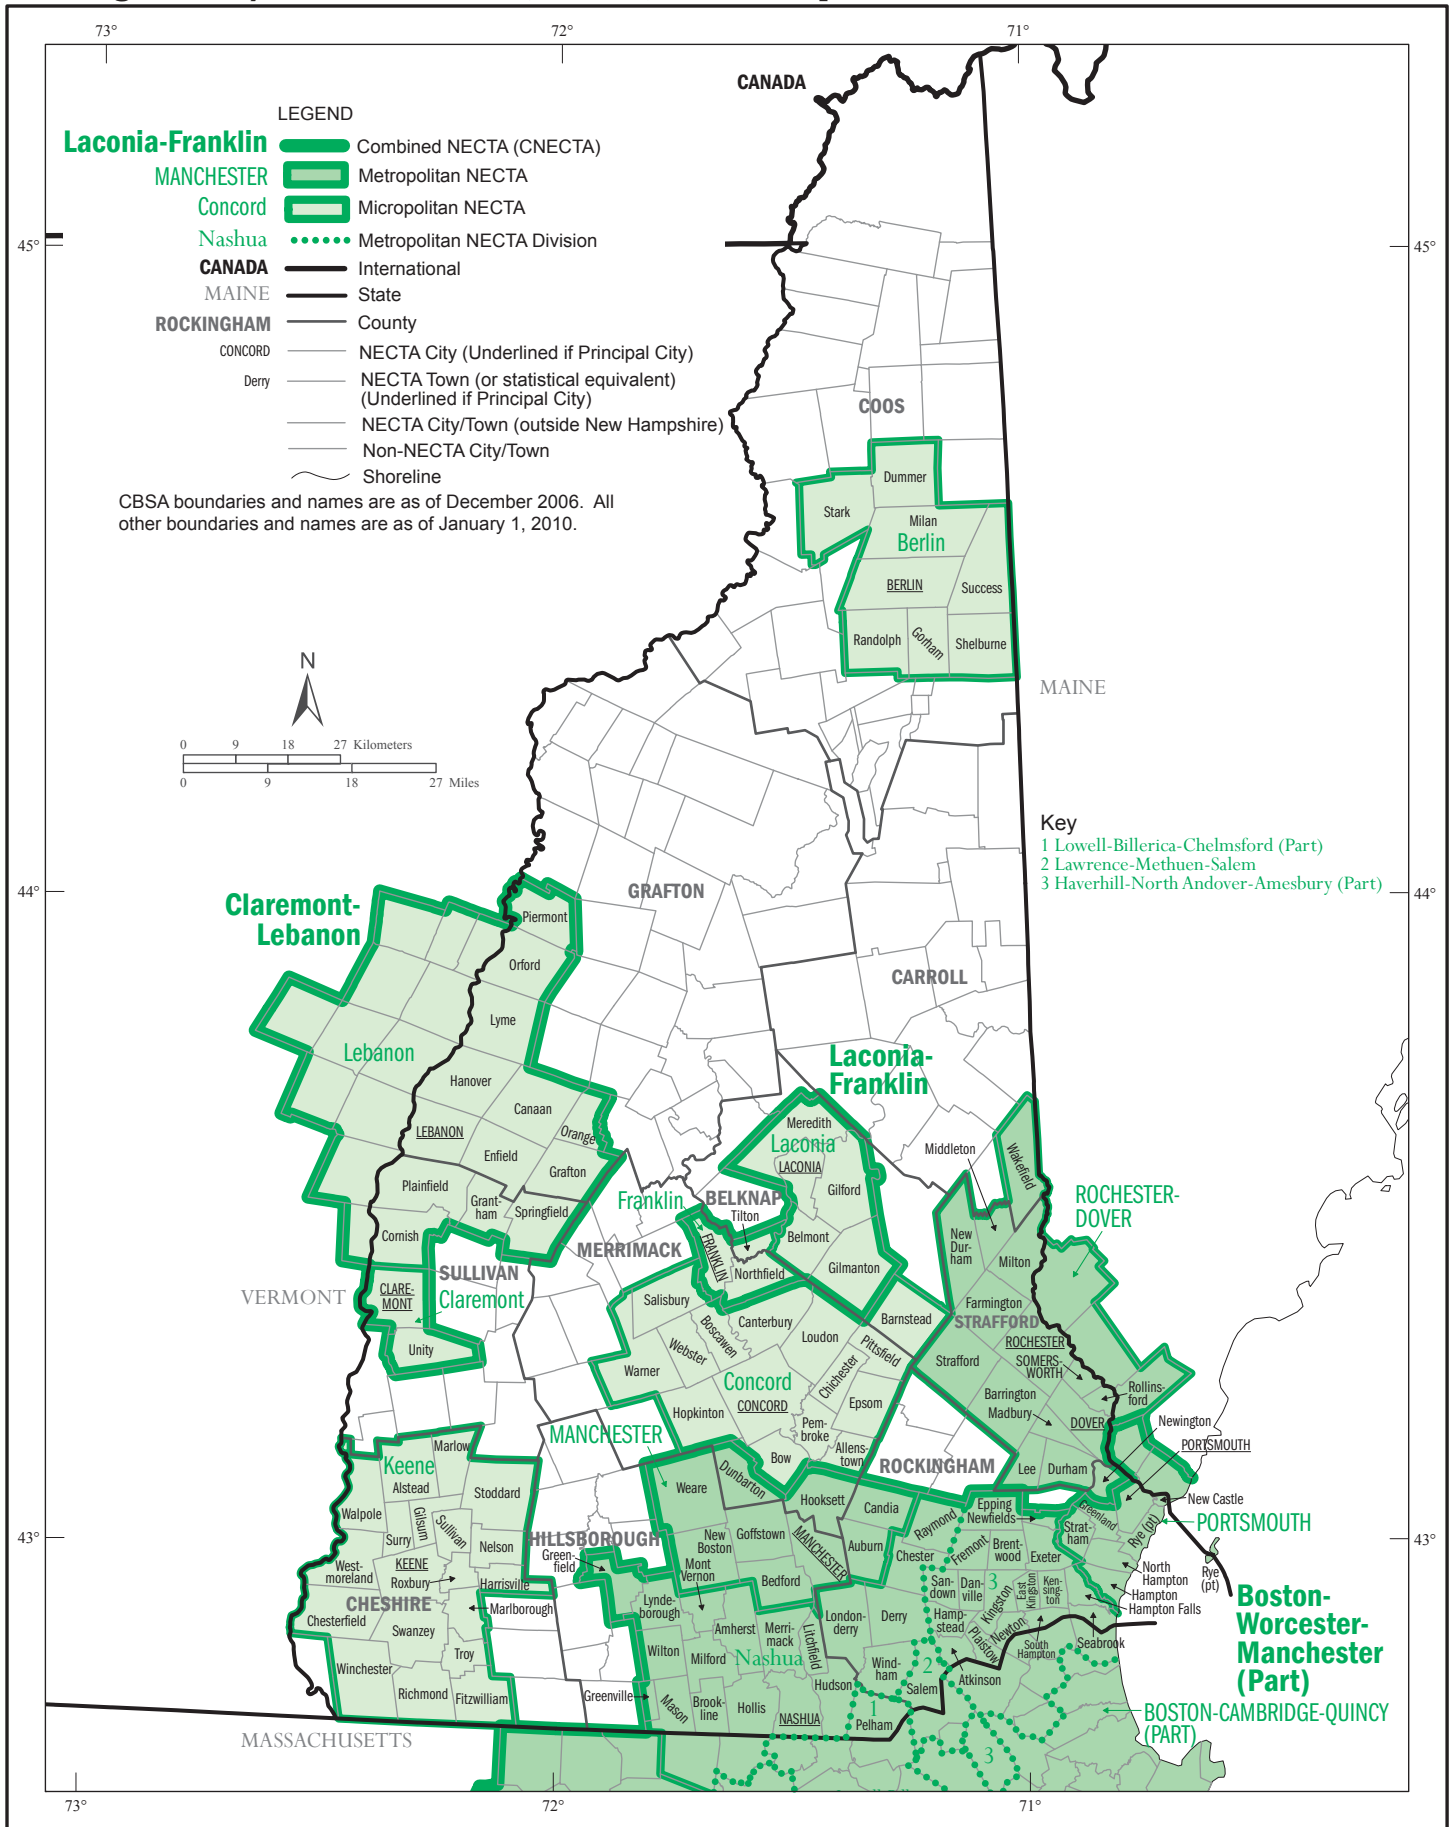 73°
72°
71°
CANADA
LEGEND
Laconia-Franklin
Combined NECTA (CNECTA)
MANCHESTER
Metropolitan NECTA
Concord
Micropolitan NECTA
Nashua
Metropolitan NECTA Division
CANADA
International
MAINE
State
ROCKINGHAM
County
CONCORD
NECTA City (Underlined if Principal City)
Derry
NECTA Town (or statistical equivalent)
(Underlined if Principal City)
NECTA City/Town (outside New Hampshire)
Non-NECTA City/Town
Shoreline
CBSA boundaries and names are as of December 2006. All
other boundaries and names are as of January 1, 2010.
45°
45°
COOS
Dummer
Stark
Milan
Berlin
BERLIN
Success
Randolph
Gorham
Shelburne
MAINE
N
0 9 18 27 Kilometers
0 9 18 27 Miles
Key
1 Lowell-Billerica-Chelmsford (Part)
2 Lawrence-Methuen-Salem
3 Haverhill-North Andover-Amesbury (Part)
44°
44°
GRAFTON
Claremont-
Lebanon
Piermont
Orford
Lyme
Lebanon
Hanover
Canaan
LEBANON
Orange
Enfield
Grafton
Plainfield
Grant-
ham
Springfield
Cornish
CARROLL
Laconia-
Franklin
Meredith
Laconia
LACONIA
Gilford
Middleton
Wakefield
ROCHESTER-
DOVER
Franklin
BELKNAP
Tilton
Belmont
FRANKLIN
Northfield
Gilmanton
New
Dur-
ham
Milton
MERRIMACK
SULLIVAN
Claremont
CLARE-
MONT
Unity
VERMONT
Salisbury
Boscawen
Canterbury
Loudon
Barnstead
Farmington
STRAFFORD
ROCHESTER
SOMERS-
WORTH
Strafford
Webster
Warner
Pittsfield
Chichester
Concord
CONCORD
Epsom
Hopkinton
Pem-
broke
Allens-
town
Bow
Barrington
Madbury
Rollins-
ford
DOVER
Newington
PORTSMOUTH
Lee
Durham
ROCKINGHAM
MANCHESTER
Marlow
Keene
Alstead
Stoddard
Walpole
Gilsum
Sullivan
Surry
Nelson
KEENE
West-
moreland
Roxbury
Harrisville
CHESHIRE
Marlborough
Chesterfield
Swanzey
Troy
Winchester
Richmond
Fitzwilliam
Weare
Dunbarton
Hooksett
Candia
Goffstown
New
Boston
MANCHESTER
Auburn
Mont
Vernon
Bedford
HILLSBOROUGH
Green-
field
Lynde-
borough
Raymond
Epping
Newfields
Greenland
New Castle
PORTSMOUTH
Strat-
ham
Rye (pt)
Rye
(pt)
Chester
Fremont
Brent-
wood
Exeter
North
Hampton
Hampton
Hampton Falls
San-
down
Dan-
ville
3
Kingston
East
Kingston
Ken-
sing-
ton
Boston-
Worcester-
Manchester
(Part)
Amherst
Merri-
mack
Litchfield
London-
derry
Derry
Hamp-
stead
Newton
Plaistow
South
Hampton
Seabrook
Wilton
Milford
Nashua
Wind-
ham
2
Salem
Atkinson
Hudson
Greenville
Mason
Brook-
line
Hollis
NASHUA
1
Pelham
BOSTON-CAMBRIDGE-QUINCY
(PART)
3
MASSACHUSETTS
43°
43°
73°
72°
71°